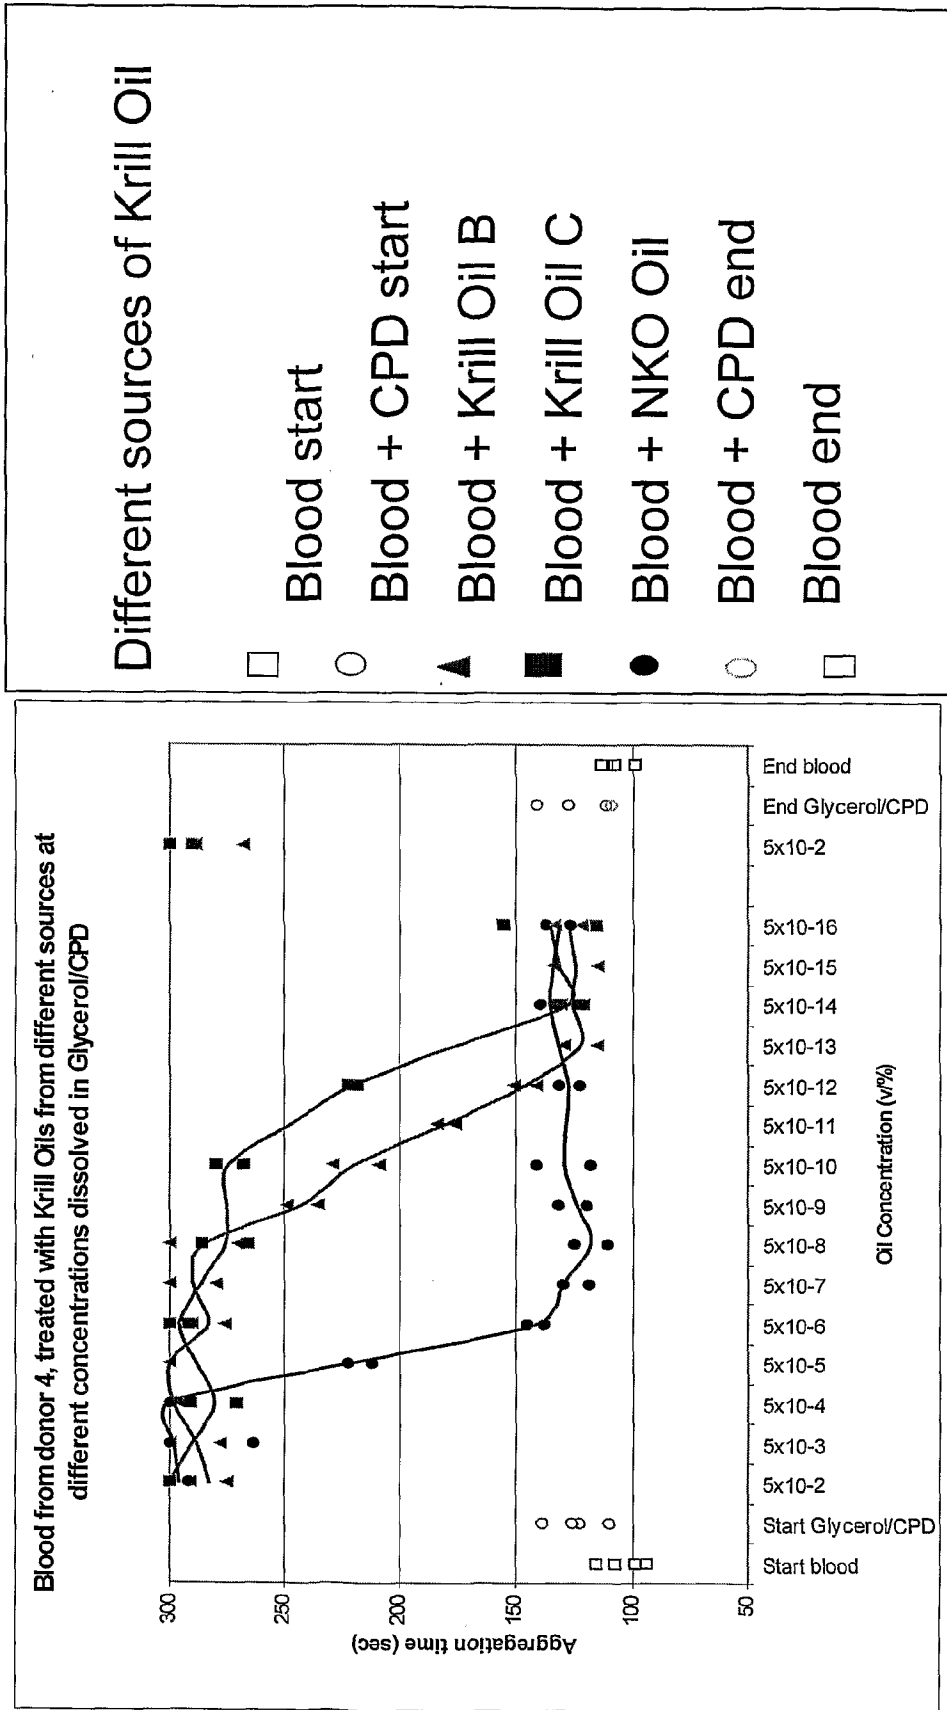 Blood from donor 4, treated with Krill Oils from different sources at
different concentrations dissolved in Glycerol/CPD
Aggregation time (sec)
300
250
200
150
100
50
Start blood
Start Glycerol/CPD
5x10-2
5x10-3
5x10-4
5x10-5
5x10-6
5x10-7
5x10-8
5x10-9
5x10-10
5x10-11
5x10-12
5x10-13
5x10-14
5x10-15
5x10-16
5x10-2
End Glycerol/CPD
End blood
Oil Concentration (v/%)
Different sources of Krill Oil
Blood start
Blood + CPD start
Blood + Krill Oil B
Blood + Krill Oil C
Blood + NKO Oil
Blood + CPD end
Blood end